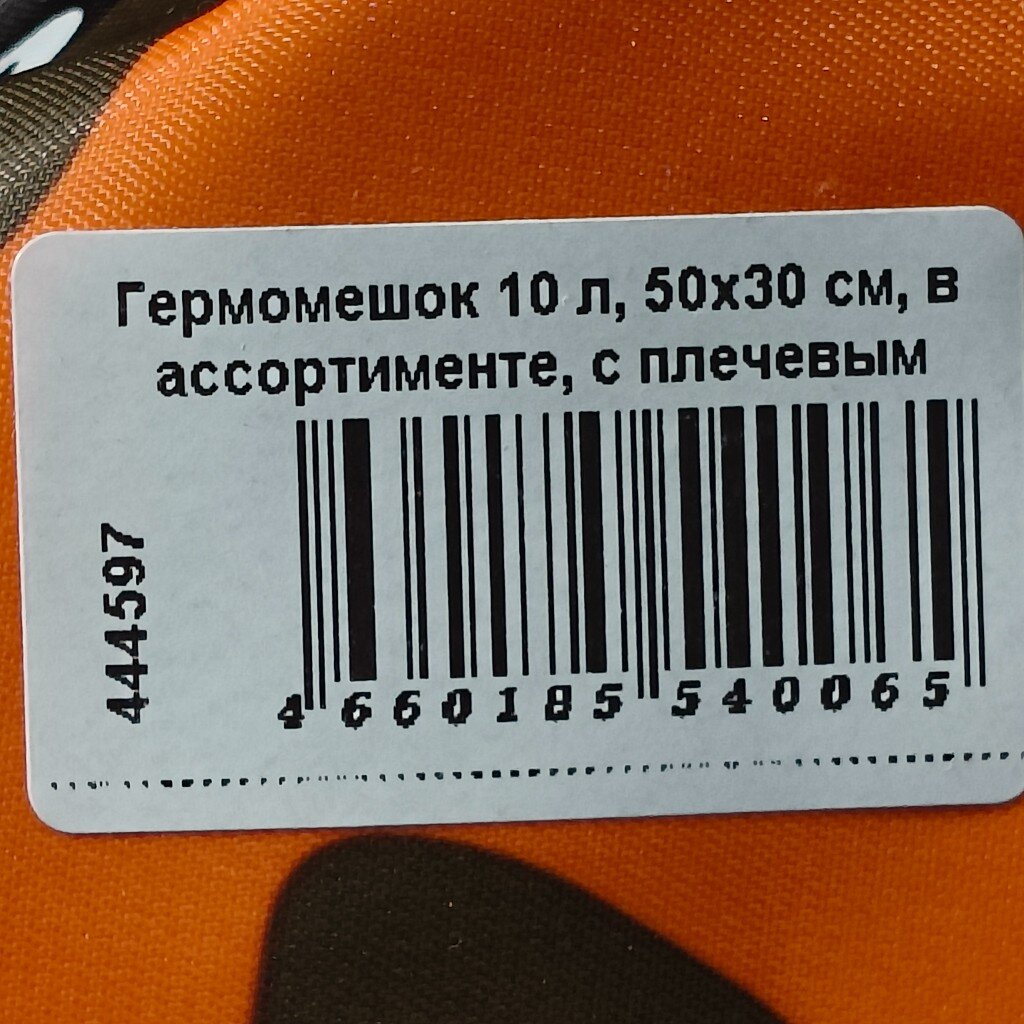 Гермомешок 10 л, 50х30 см, в
ассортименте, с плечевым
444597
4 660185 540065